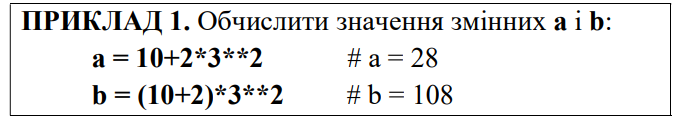 ПРИКЛАД 1. Обчислити значення змінних a і b:
a = 10+2*3**2 # a = 28
b = (10+2)*3**2 # b = 108